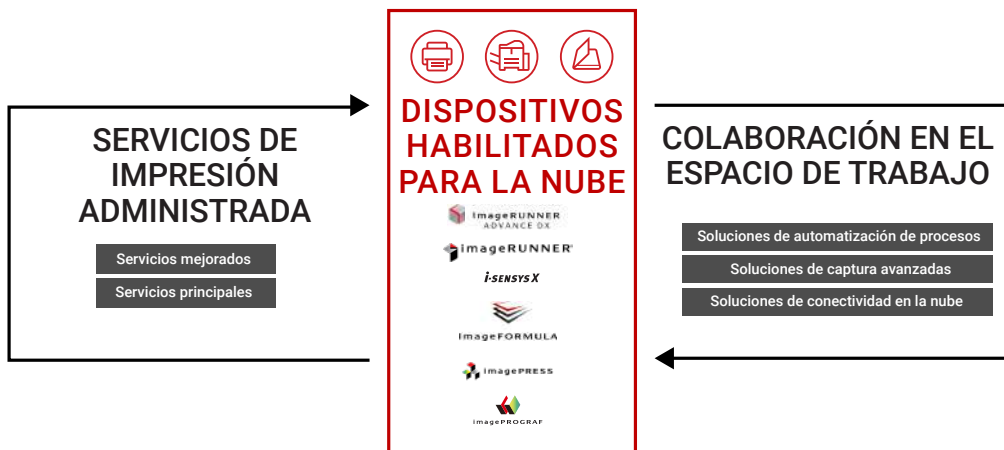 SERVICIOS DE
IMPRESIÓN
ADMINISTRADA
Servicios mejorados
Servicios principales
DISPOSITIVOS
HABILITADOS
PARA LA NUBE
imageRUNNER
ADVANCE DX
imageRUNNER
i-SENSYS X
imageFORMULA
imagePRESS
imagePROGRAF
COLABORACIÓN EN EL
ESPACIO DE TRABAJO
Soluciones de automatización de procesos
Soluciones de captura avanzadas
Soluciones de conectividad en la nube